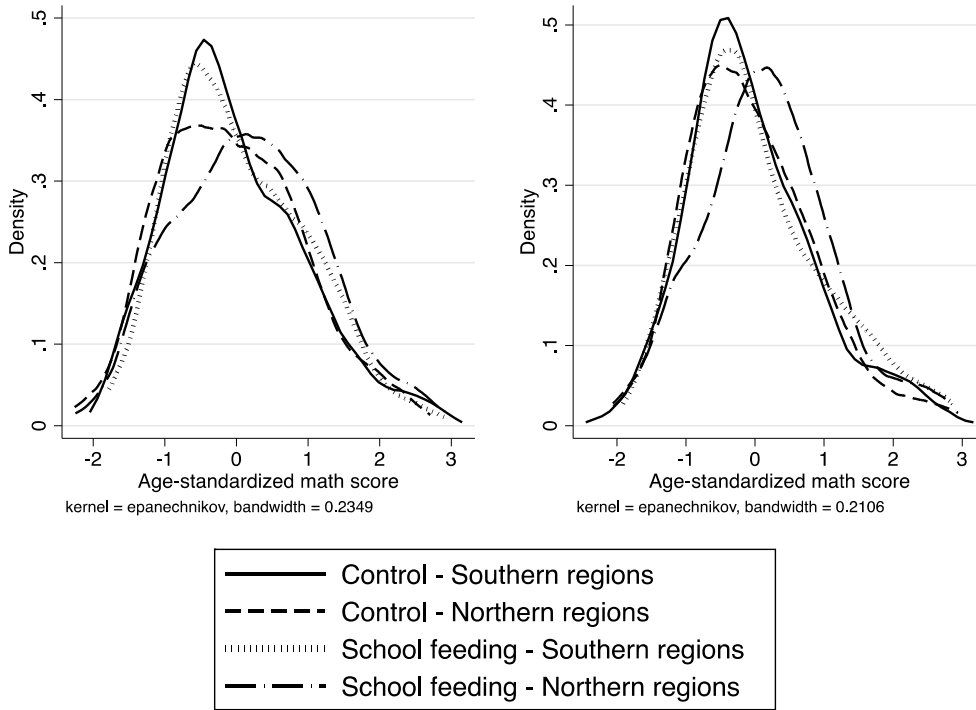 .5
.4
.3
.2
.1
0
Density
-2 -1 0 1 2 3
Age-standardized math score
kernel = epanechnikov, bandwidth = 0.2349
.5
.4
.3
.2
.1
0
Density
-2 -1 0 1 2 3
Age-standardized math score
kernel = epanechnikov, bandwidth = 0.2106
Control - Southern regions
Control - Northern regions
School feeding - Southern regions
School feeding - Northern regions